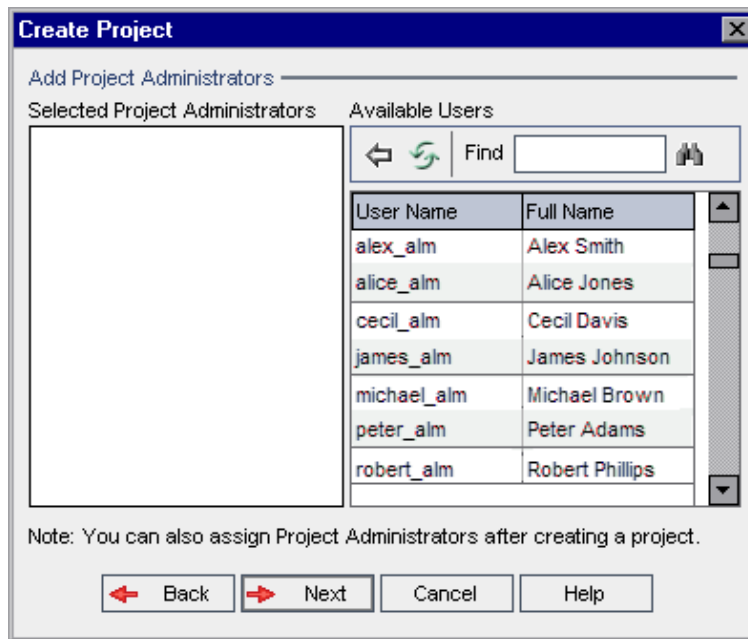 Create Project
Add Project Administrators
Selected Project Administrators
Available Users
Find
User Name Full Name
alex_alm Alex Smith
alice_alm Alice Jones
cecil_alm Cecil Davis
james_alm James Johnson
michael_alm Michael Brown
peter_alm Peter Adams
robert_alm Robert Phillips
Note: You can also assign Project Administrators after creating a project.
Back Next Cancel Help